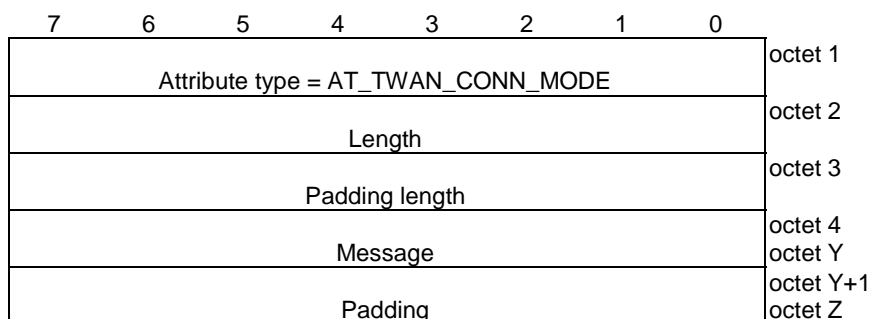 7 6 5 4 3 2 1 0
octet 1
Attribute type = AT_TWAN_CONN_MODE
octet 2
Length
octet 3
Padding length
octet 4
Message octet Y
octet Y+1
Padding octet Z